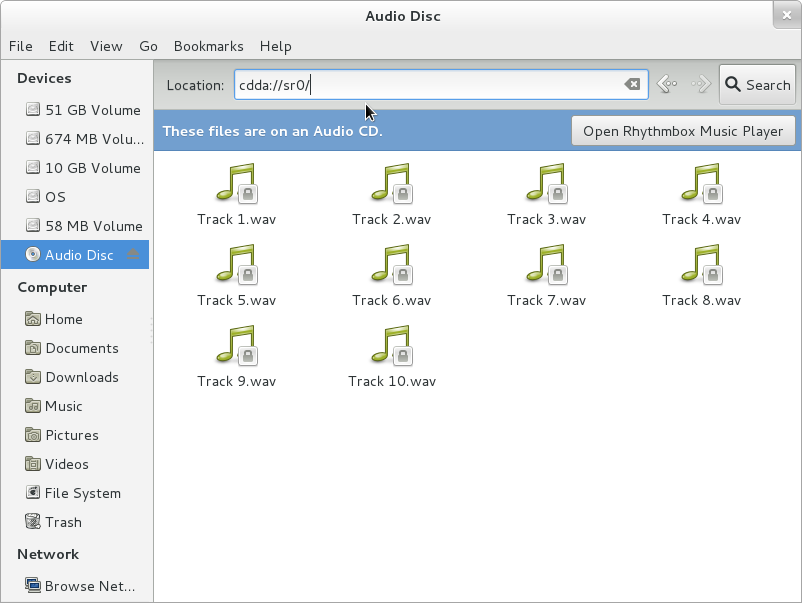 Audio Disc
File Edit View Go Bookmarks Help
Devices
51 GB Volume
674 MB Volu...
10 GB Volume
OS
58 MB Volume
Audio Disc
Computer
Home
Documents
Downloads
Music
Pictures
Videos
File System
Trash
Network
Browse Net...
Location: cdda://sr0/ Search
These files are on an Audio CD. Open Rhythmbox Music Player
Track 1.wav Track 2.wav Track 3.wav Track 4.wav
Track 5.wav Track 6.wav Track 7.wav Track 8.wav
Track 9.wav Track 10.wav